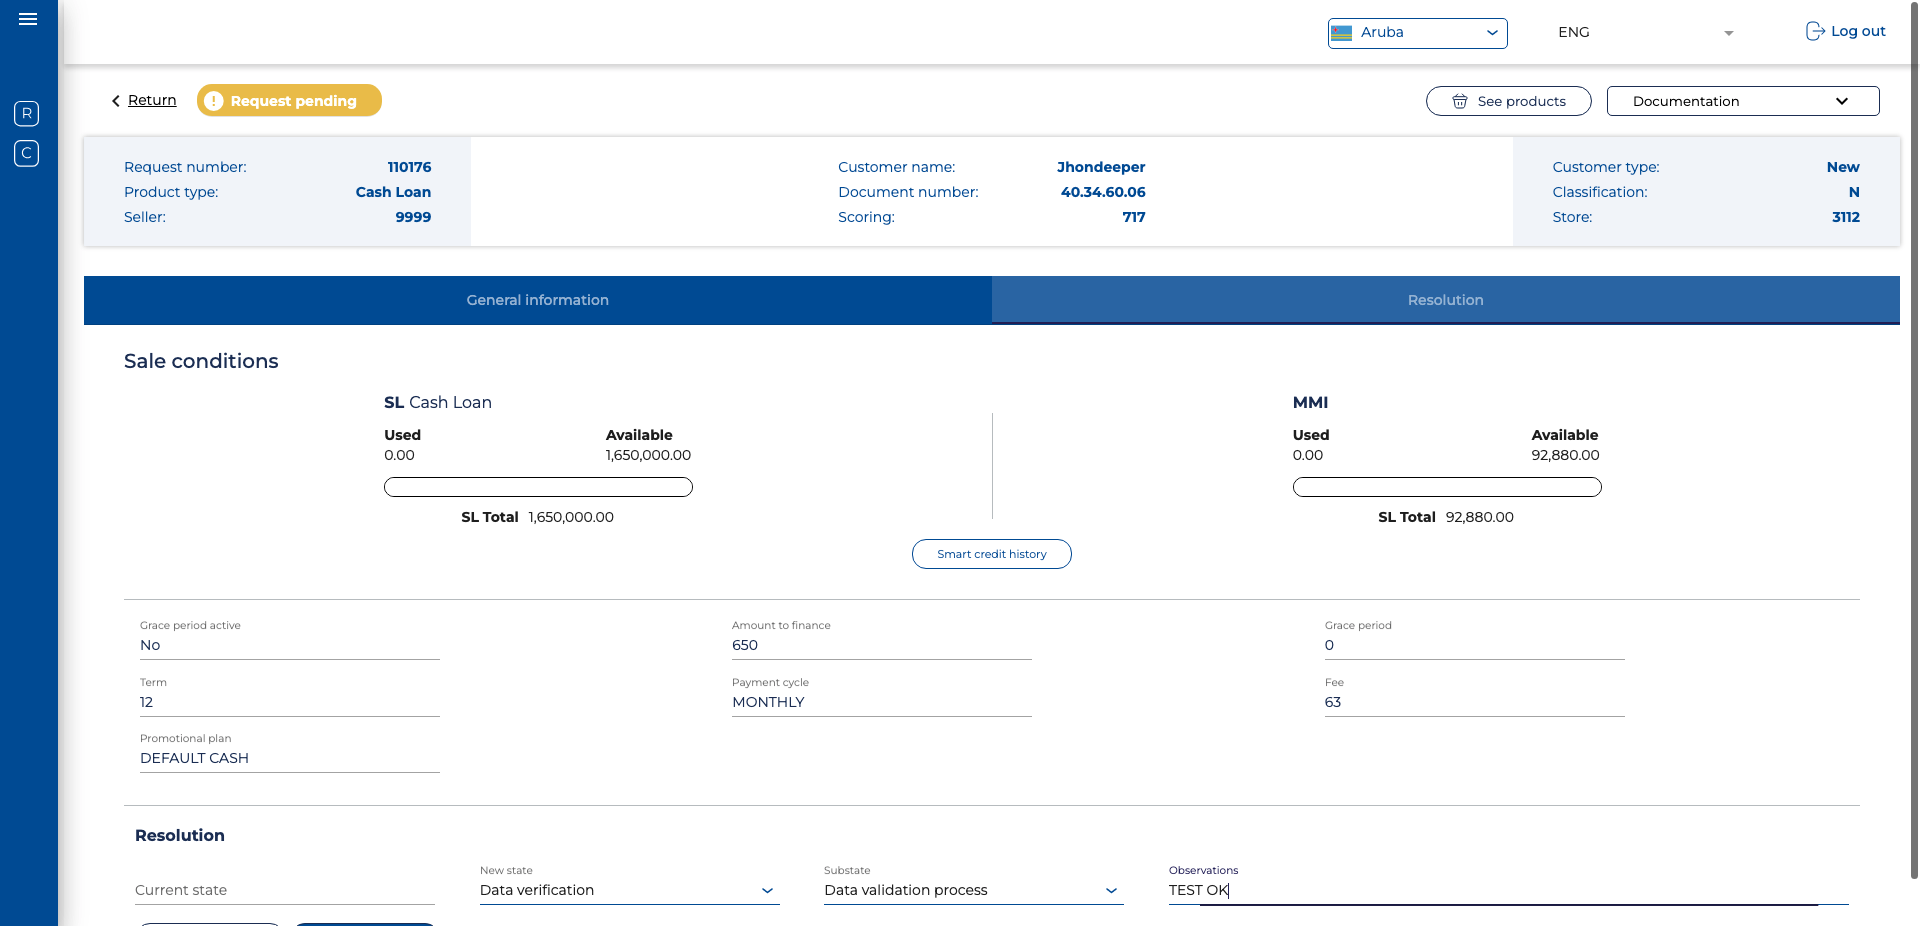 Aruba
ENG
Log out
R
C
Return
! Request pending
See products
Documentation
Request number: 110176
Product type: Cash Loan
Seller: 9999
Customer name: Jhondeeper
Document number: 40.34.60.06
Scoring: 717
Customer type: New
Classification: N
Store: 3112
General information
Resolution
Sale conditions
SL Cash Loan
Used Available
0.00 1,650,000.00
SL Total 1,650,000.00
MMI
Used Available
0.00 92,880.00
SL Total 92,880.00
Smart credit history
Grace period active
No
Amount to finance
650
Grace period
0
Term
12
Payment cycle
MONTHLY
Fee
63
Promotional plan
DEFAULT CASH
Resolution
Current state
New state
Data verification
Substate
Data validation process
Observations
TEST OK